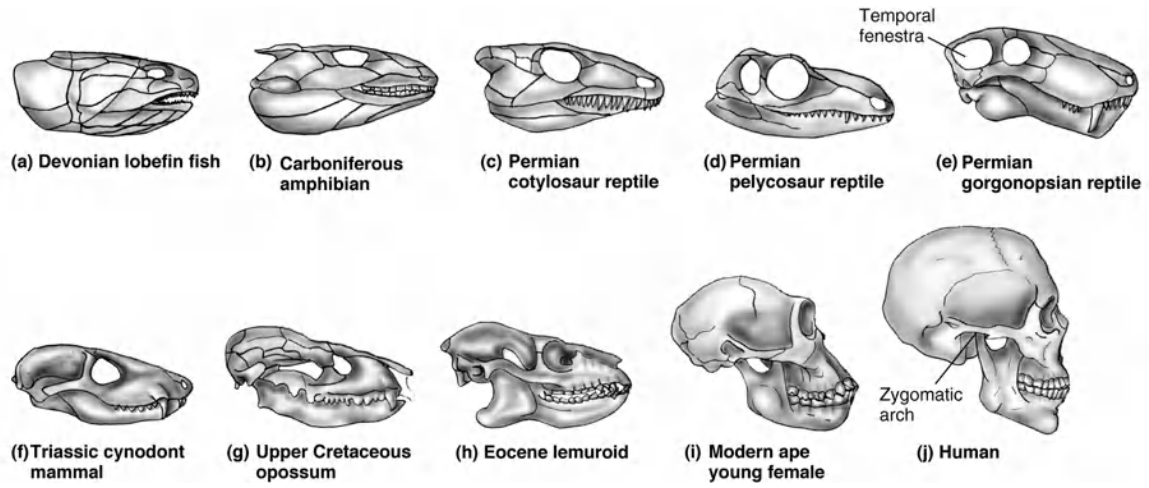 Temporal
fenestra
(a) Devonian lobefin fish
(b) Carboniferous
amphibian
(c) Permian
cotylosaur reptile
(d) Permian
pelycosaur reptile
(e) Permian
gorgonopsian reptile
Zygomatic
arch
(f) Triassic cynodont
mammal
(g) Upper Cretaceous
opossum
(h) Eocene lemuroid
(i) Modern ape
young female
(j) Human